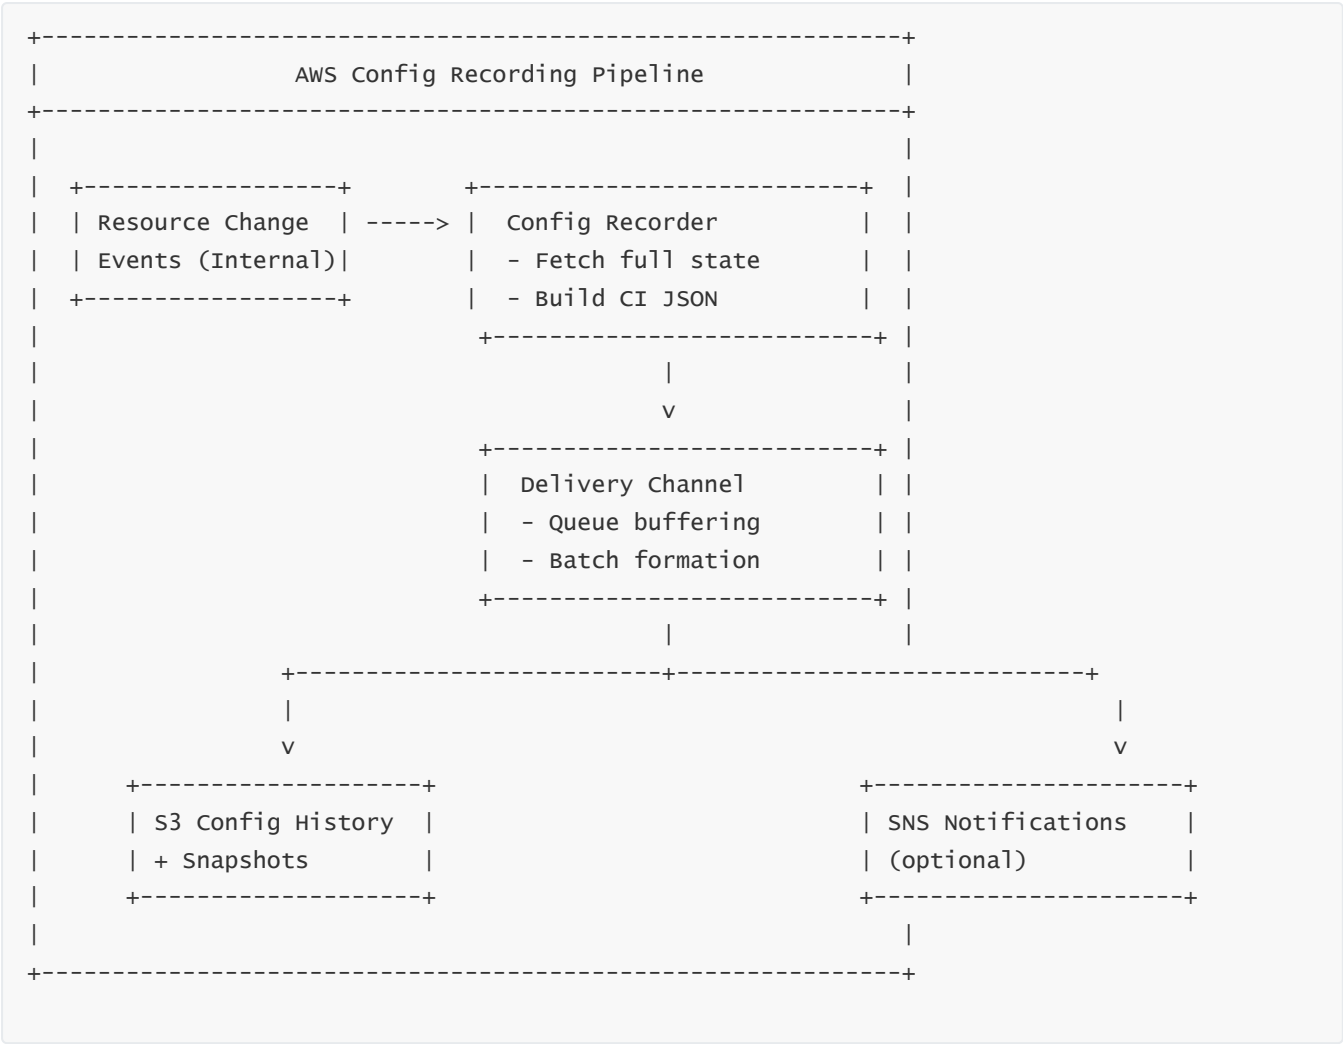 +-------------------------------------------------------------+
|                  AWS Config Recording Pipeline              |
+-------------------------------------------------------------+
|                                                             |
|  +------------------+        +---------------------------+  |
|  | Resource Change  | -----> |  Config Recorder          |  |
|  | Events (Internal)|        |  - Fetch full state       |  |
|  +------------------+        |  - Build CI JSON          |  |
|                               +---------------------------+ |
|                                            |                |
|                                            v                |
|                               +---------------------------+ |
|                               |  Delivery Channel         | |
|                               |  - Queue buffering        | |
|                               |  - Batch formation        | |
|                               +---------------------------+ |
|                                            |                |
|                 +--------------------------+-----------------------------+
|                 |                                                          |
|                 v                                                          v
|      +--------------------+                              +----------------------+
|      | S3 Config History  |                              | SNS Notifications    |
|      | + Snapshots        |                              | (optional)           |
|      +--------------------+                              +----------------------+
|                                                             |
+-------------------------------------------------------------+